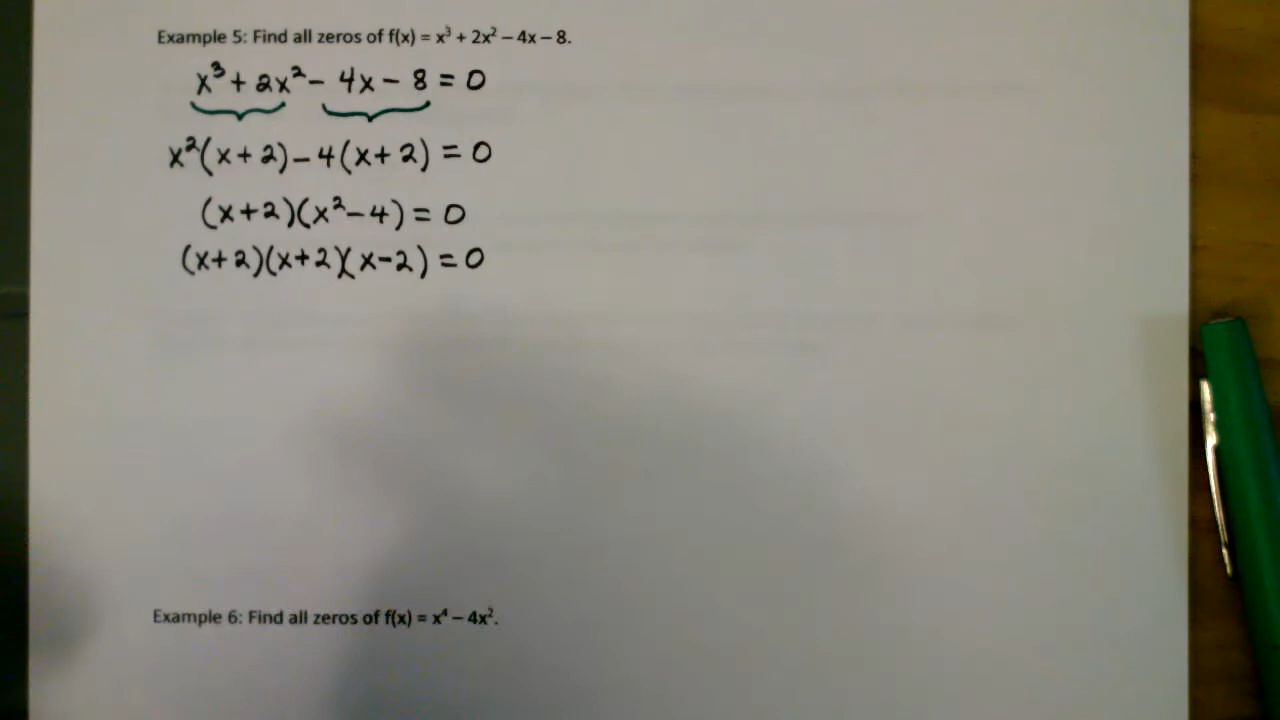 Example 5: Find all zeros of f(x) = x³ + 2x² – 4x – 8.
x³ + 2x² – 4x – 8 = 0
x²(x + 2) – 4(x + 2) = 0
(x+2)(x²–4) = 0
(x+2)(x+2)(x–2) = 0
Example 6: Find all zeros of f(x) = x⁴ – 4x².